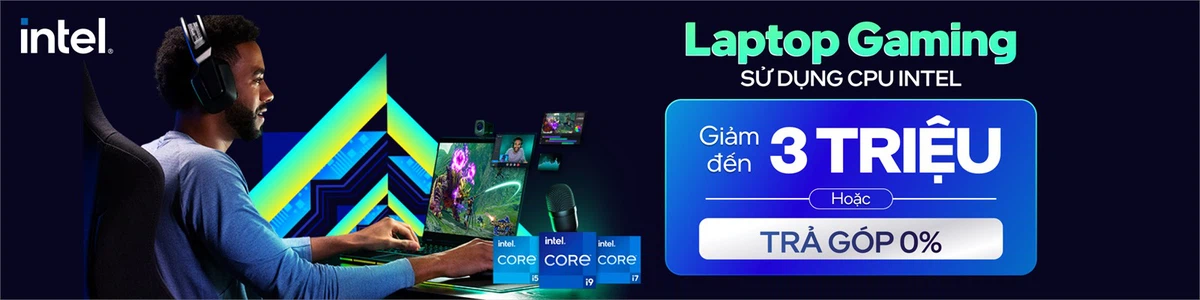 intel.
Laptop Gaming
SỬ DỤNG CPU INTEL
Giảm
đến
3 TRIỆU
Hoặc
TRẢ GÓP 0%
intel.
CORE
i5
intel.
CORE
i9
intel.
CORE
i7